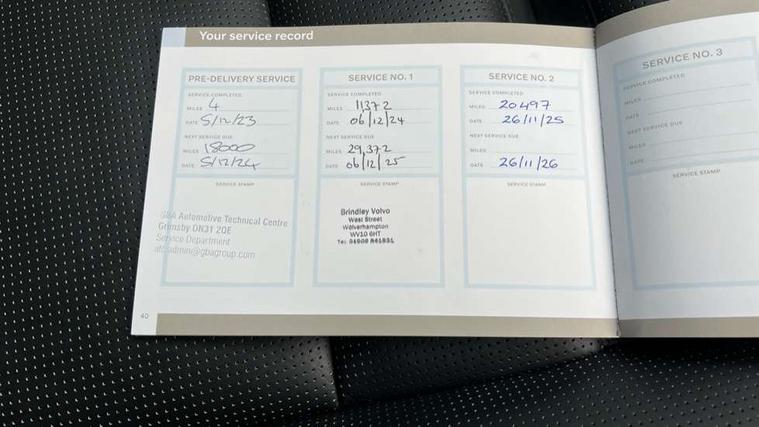 Your service record
PRE-DELIVERY SERVICE
SERVICE COMPLETED
MILES 4
DATE 5/12/23
NEXT SERVICE DUE
MILES 18000
DATE 5/12/24
SERVICE STAMP
GBA Automotive Technical Centre
Grimsby DN31 2QE
Service Department
atcadmin@gbagroup.com
SERVICE NO. 1
SERVICE COMPLETED
MILES 11372
DATE 06/12/24
NEXT SERVICE DUE
MILES 29,372
DATE 06/12/25
SERVICE STAMP
Brindley Volvo
West Street
Wolverhampton
WV10 6HT
Tel:
SERVICE NO. 2
SERVICE COMPLETED
MILES 20497
DATE 26/11/25
NEXT SERVICE DUE
MILES
DATE 26/11/26
SERVICE STAMP
SERVICE NO. 3
SERVICE COMPLETED
MILES
DATE
NEXT SERVICE DUE
MILES
DATE
SERVICE STAMP
40